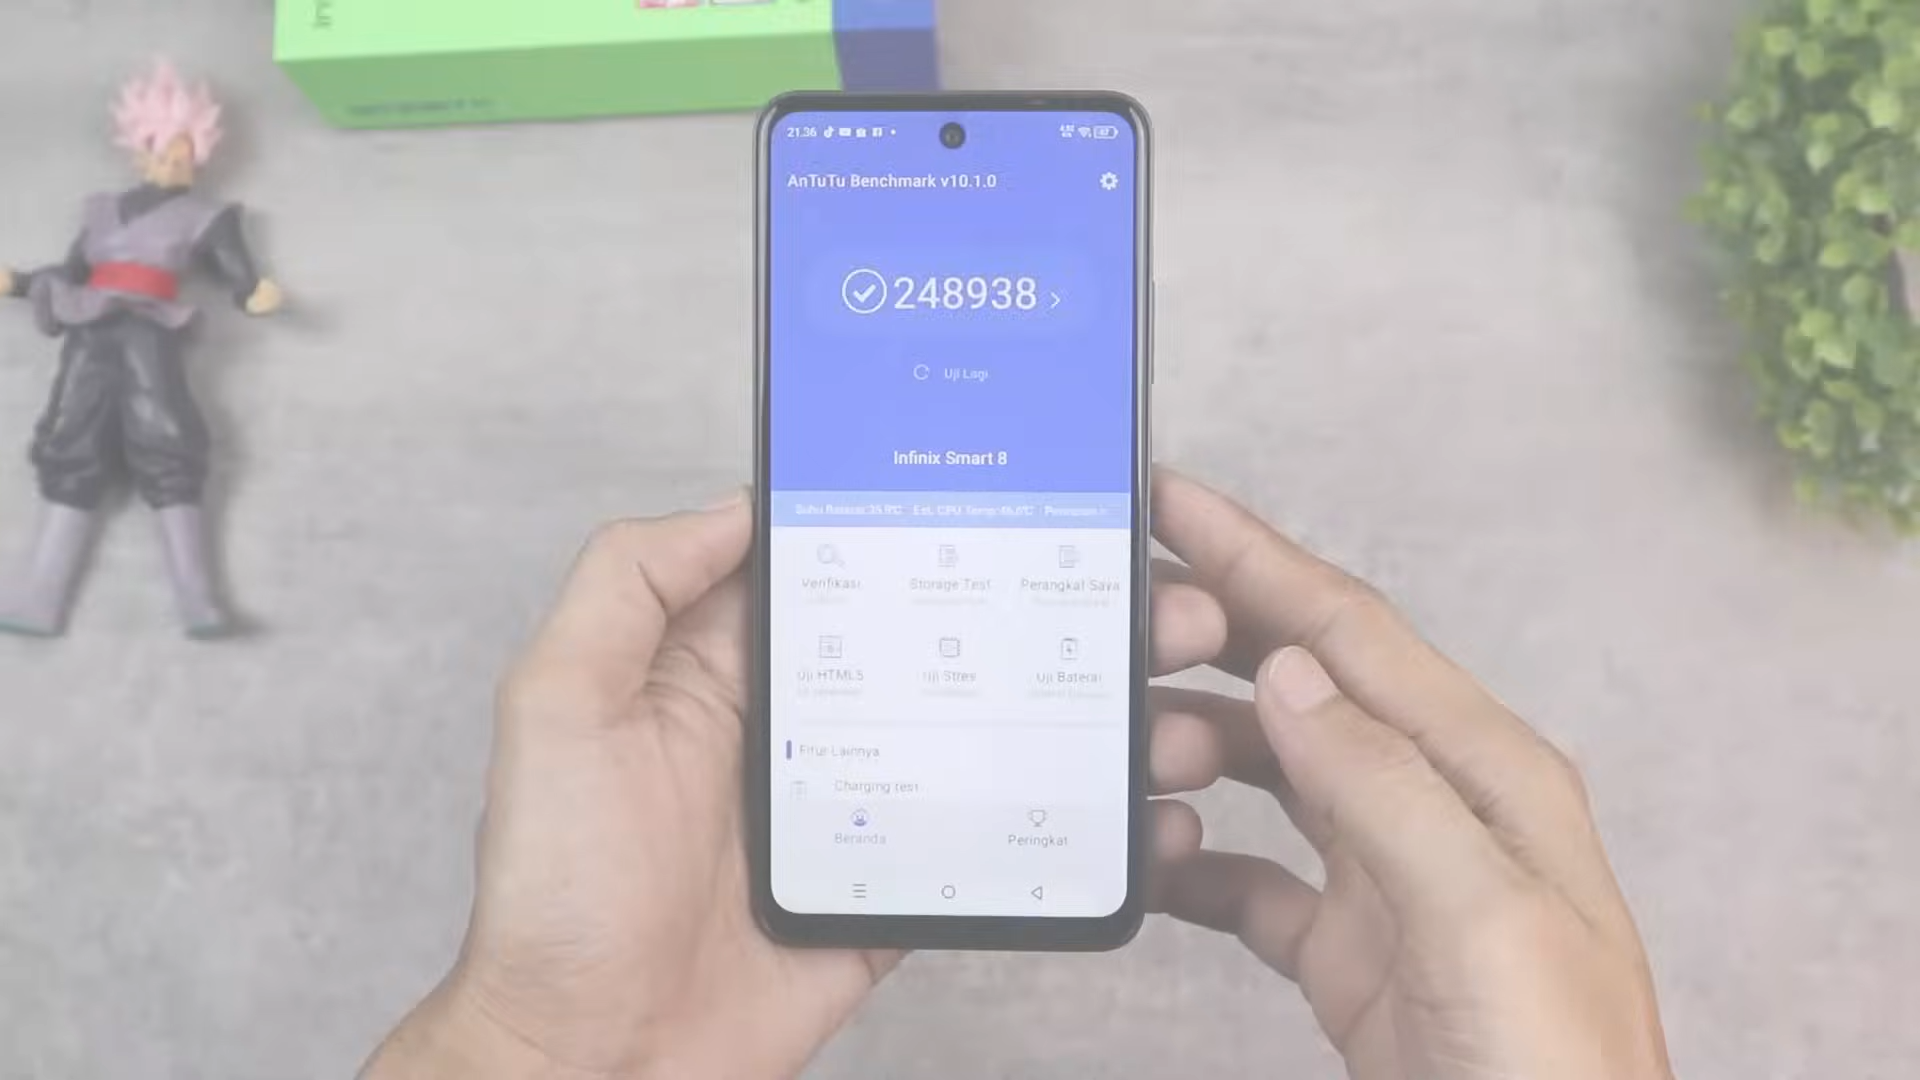 21.36
AnTuTu Benchmark v10.1.0
248938
Uji Lagi
Infinix Smart 8
Suhu Baterai:35.9℃ Est. CPU Temp:46.6℃
Verifikasi Storage Test Perangkat Saya
Uji HTML5 Uji Stres Uji Baterai
Fitur Lainnya
Charging test
Beranda Peringkat